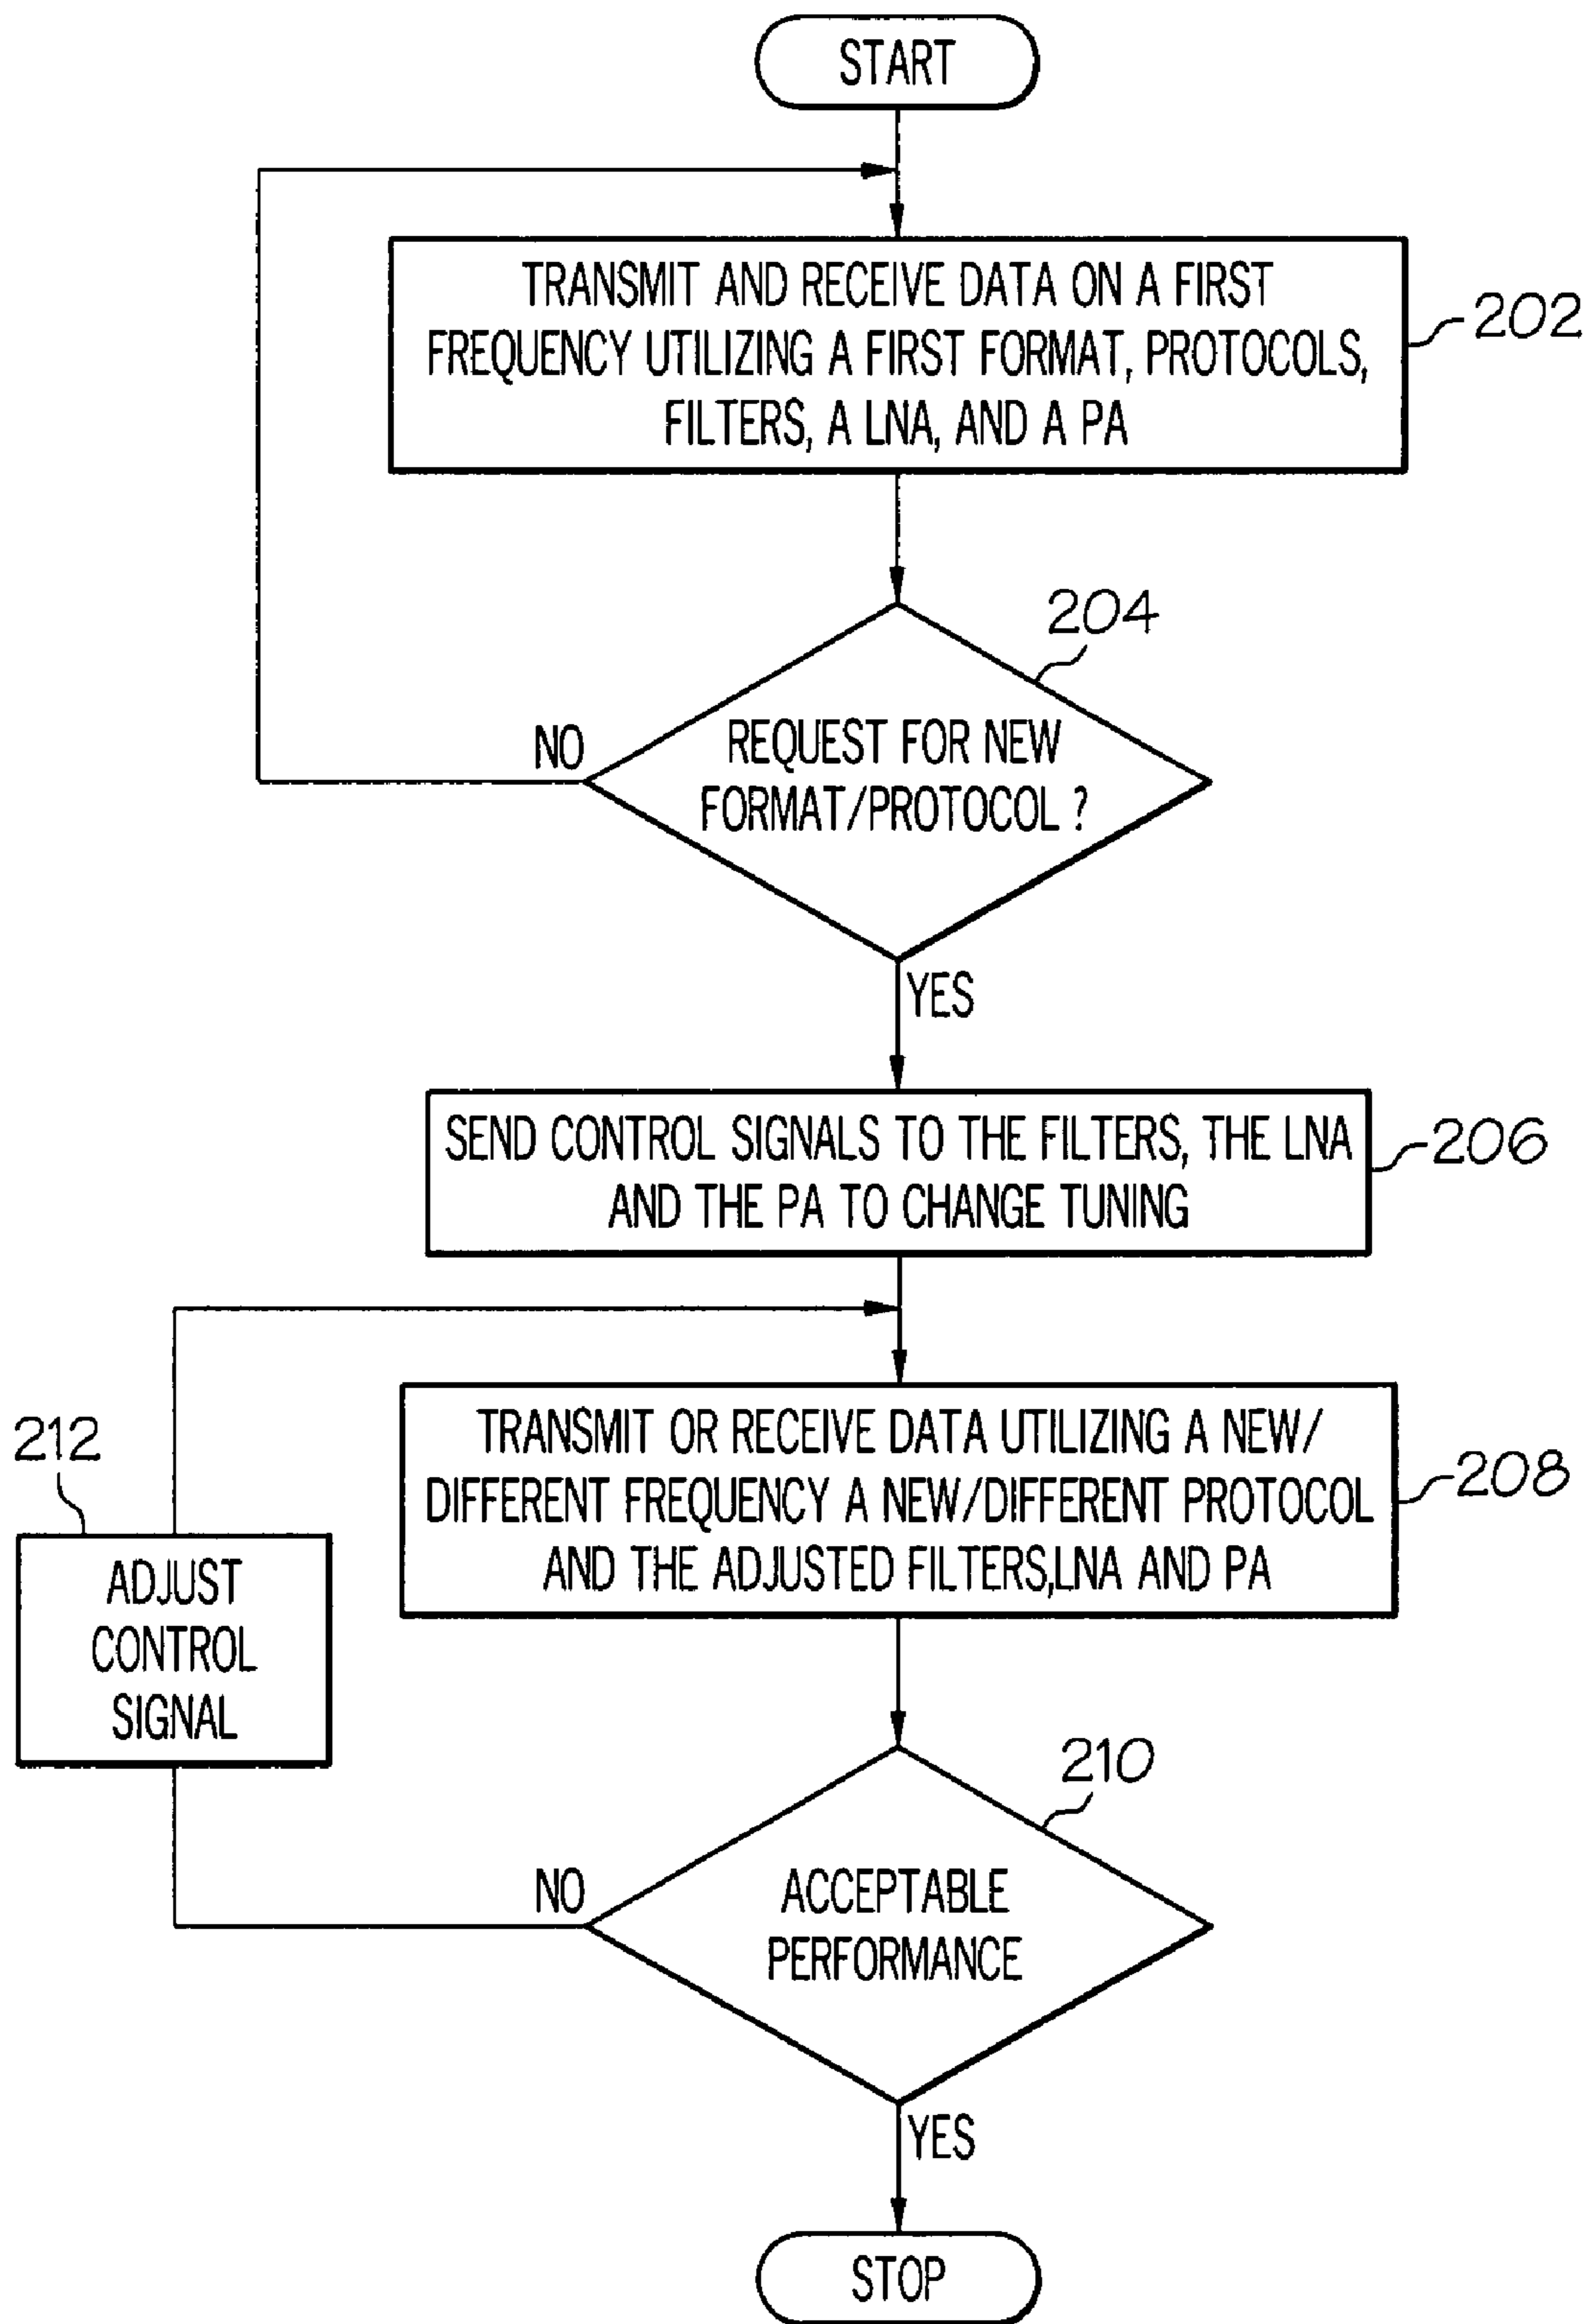 START
TRANSMIT AND RECEIVE DATA ON A FIRST
FREQUENCY UTILIZING A FIRST FORMAT, PROTOCOLS,
FILTERS, A LNA, AND A PA
202
204
REQUEST FOR NEW
FORMAT/PROTOCOL ?
NO
YES
SEND CONTROL SIGNALS TO THE FILTERS, THE LNA
AND THE PA TO CHANGE TUNING
206
TRANSMIT OR RECEIVE DATA UTILIZING A NEW/
DIFFERENT FREQUENCY A NEW/DIFFERENT PROTOCOL
AND THE ADJUSTED FILTERS,LNA AND PA
208
212
ADJUST
CONTROL
SIGNAL
210
ACCEPTABLE
PERFORMANCE
NO
YES
STOP